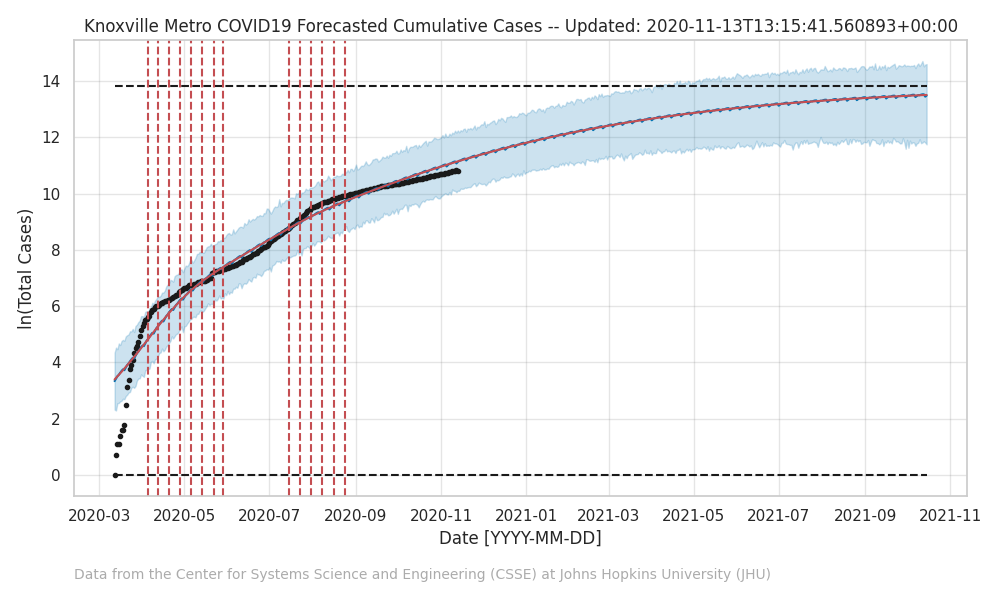 Knoxville Metro COVID19 Forecasted Cumulative Cases -- Updated: 2020-11-13T13:15:41.560893+00:00
ln(Total Cases)
14
12
10
8
6
4
2
0
2020-03 2020-05 2020-07 2020-09 2020-11 2021-01 2021-03 2021-05 2021-07 2021-09 2021-11
Date [YYYY-MM-DD]
Data from the Center for Systems Science and Engineering (CSSE) at Johns Hopkins University (JHU)